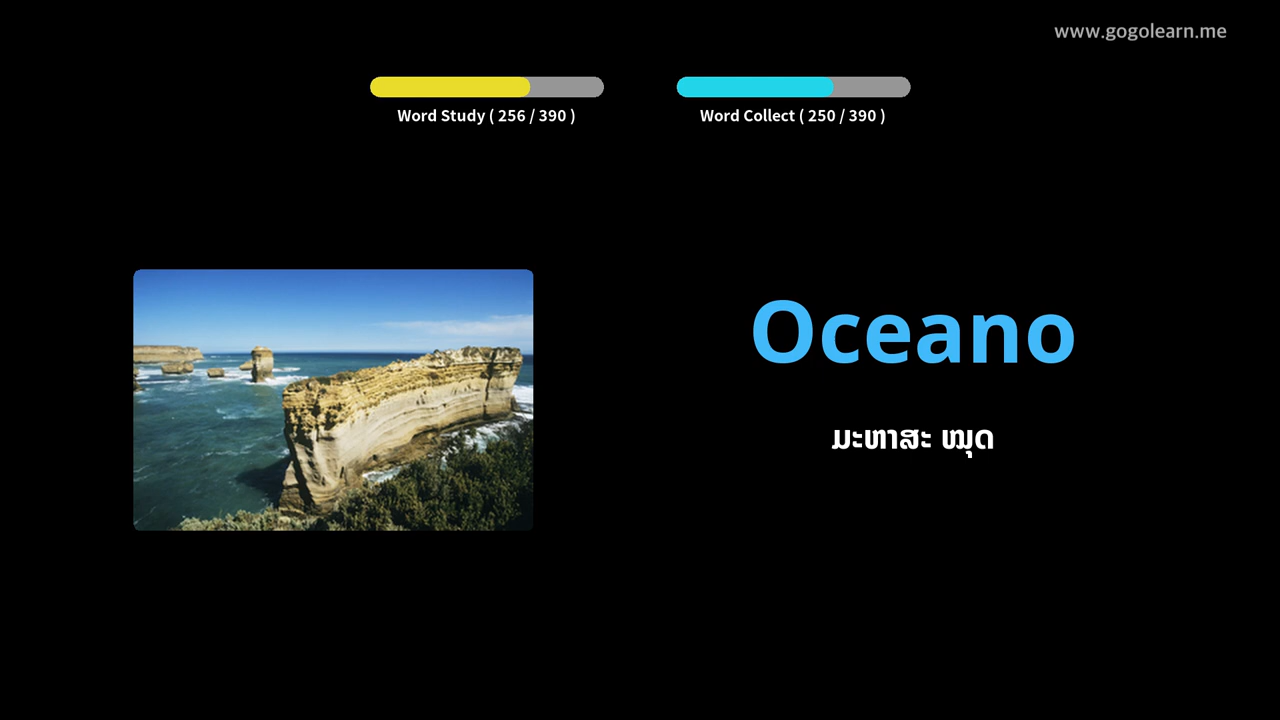 www.gogolearn.me
Word Study ( 256 / 390 )
Word Collect ( 250 / 390 )
Oceano
ມະຫາສະ ໝຸດ